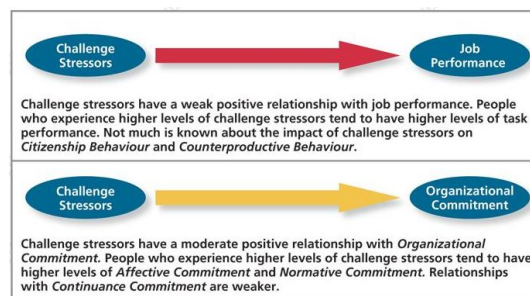 Challenge
Stressors
Job
Performance
Challenge stressors have a weak positive relationship with job performance. People
who experience higher levels of challenge stressors tend to have higher levels of task
performance. Not much is known about the impact of challenge stressors on
Citizenship Behaviour and Counterproductive Behaviour.
Challenge
Stressors
Organizational
Commitment
Challenge stressors have a moderate positive relationship with Organizational
Commitment. People who experience higher levels of challenge stressors tend to have
higher levels of Affective Commitment and Normative Commitment. Relationships
with Continuance Commitment are weaker.